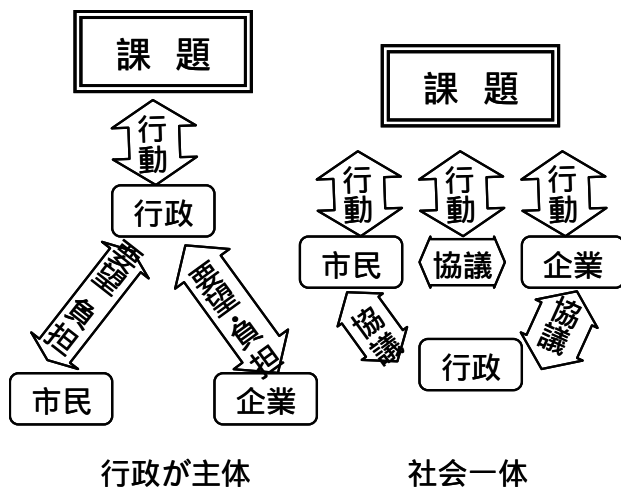 課 題
行動
行政
要望・負担
要望・負担
市民
企業
行政が主体
課 題
行動
行動
行動
市民
協議
企業
協議
協議
行政
社会一体